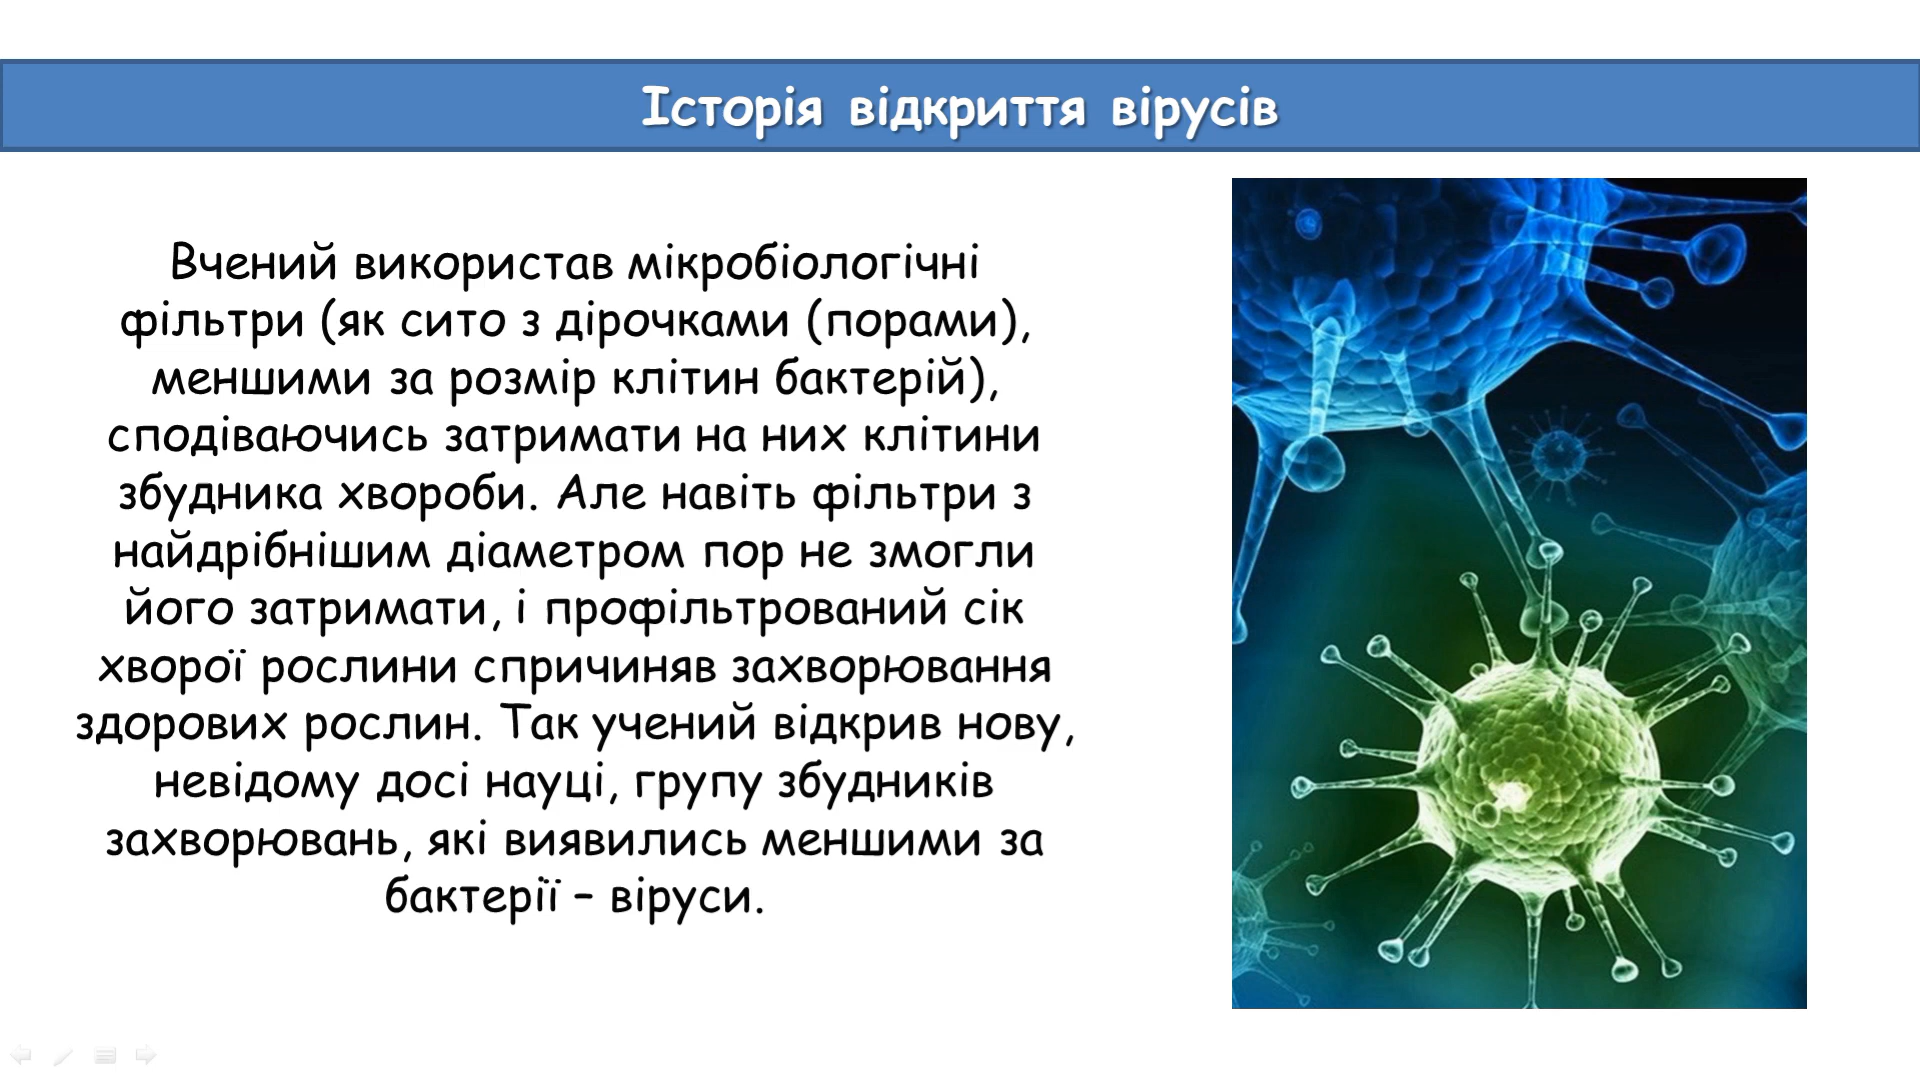 Історія відкриття вірусів
Вчений використав мікробіологічні
фільтри (як сито з дірочками (порами),
меншими за розмір клітин бактерій),
сподіваючись затримати на них клітини
збудника хвороби. Але навіть фільтри з
найдрібнішим діаметром пор не змогли
його затримати, і профільтрований сік
хворої рослини спричиняв захворювання
здорових рослин. Так учений відкрив нову,
невідому досі науці, групу збудників
захворювань, які виявились меншими за
бактерії – віруси.